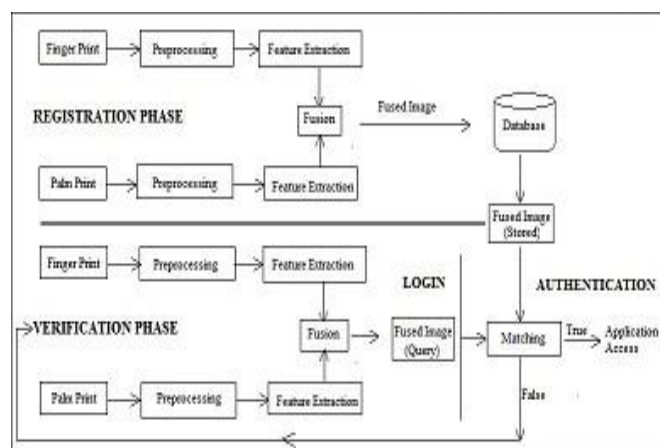 Finger Print
Preprocessing
Feature Extraction
REGISTRATION PHASE
Fusion
Fused Image
Database
Palm Print
Preprocessing
Feature Extraction
Fused Image
(Stored)
Finger Print
Preprocessing
Feature Extraction
LOGIN
AUTHENTICATION
VERIFICATION PHASE
Fusion
Fused Image
(Query)
Matching
True
Application
Access
False
Palm Print
Preprocessing
Feature Extraction